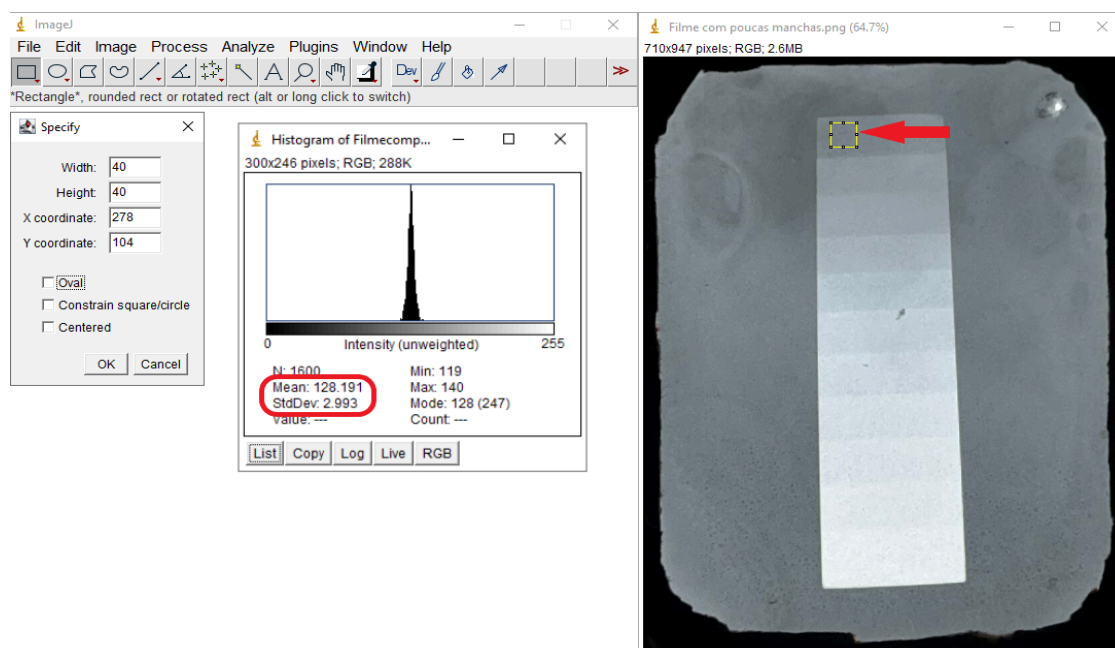 ImageJ
File Edit Image Process Analyze Plugins Window Help
Dev
*Rectangle*, rounded rect or rotated rect (alt or long click to switch)
Specify
Width: 40
Height: 40
X coordinate: 278
Y coordinate: 104
Oval
Constrain square/circle
Centered
OK Cancel
Histogram of Filmecomp...
300x246 pixels; RGB; 288K
0 Intensity (unweighted) 255
N: 1600 Min: 119
Mean: 128.191 Max: 140
StdDev: 2.993 Mode: 128 (247)
Value: --- Count: ---
List Copy Log Live RGB
Filme com poucas manchas.png (64.7%)
710x947 pixels; RGB; 2.6MB